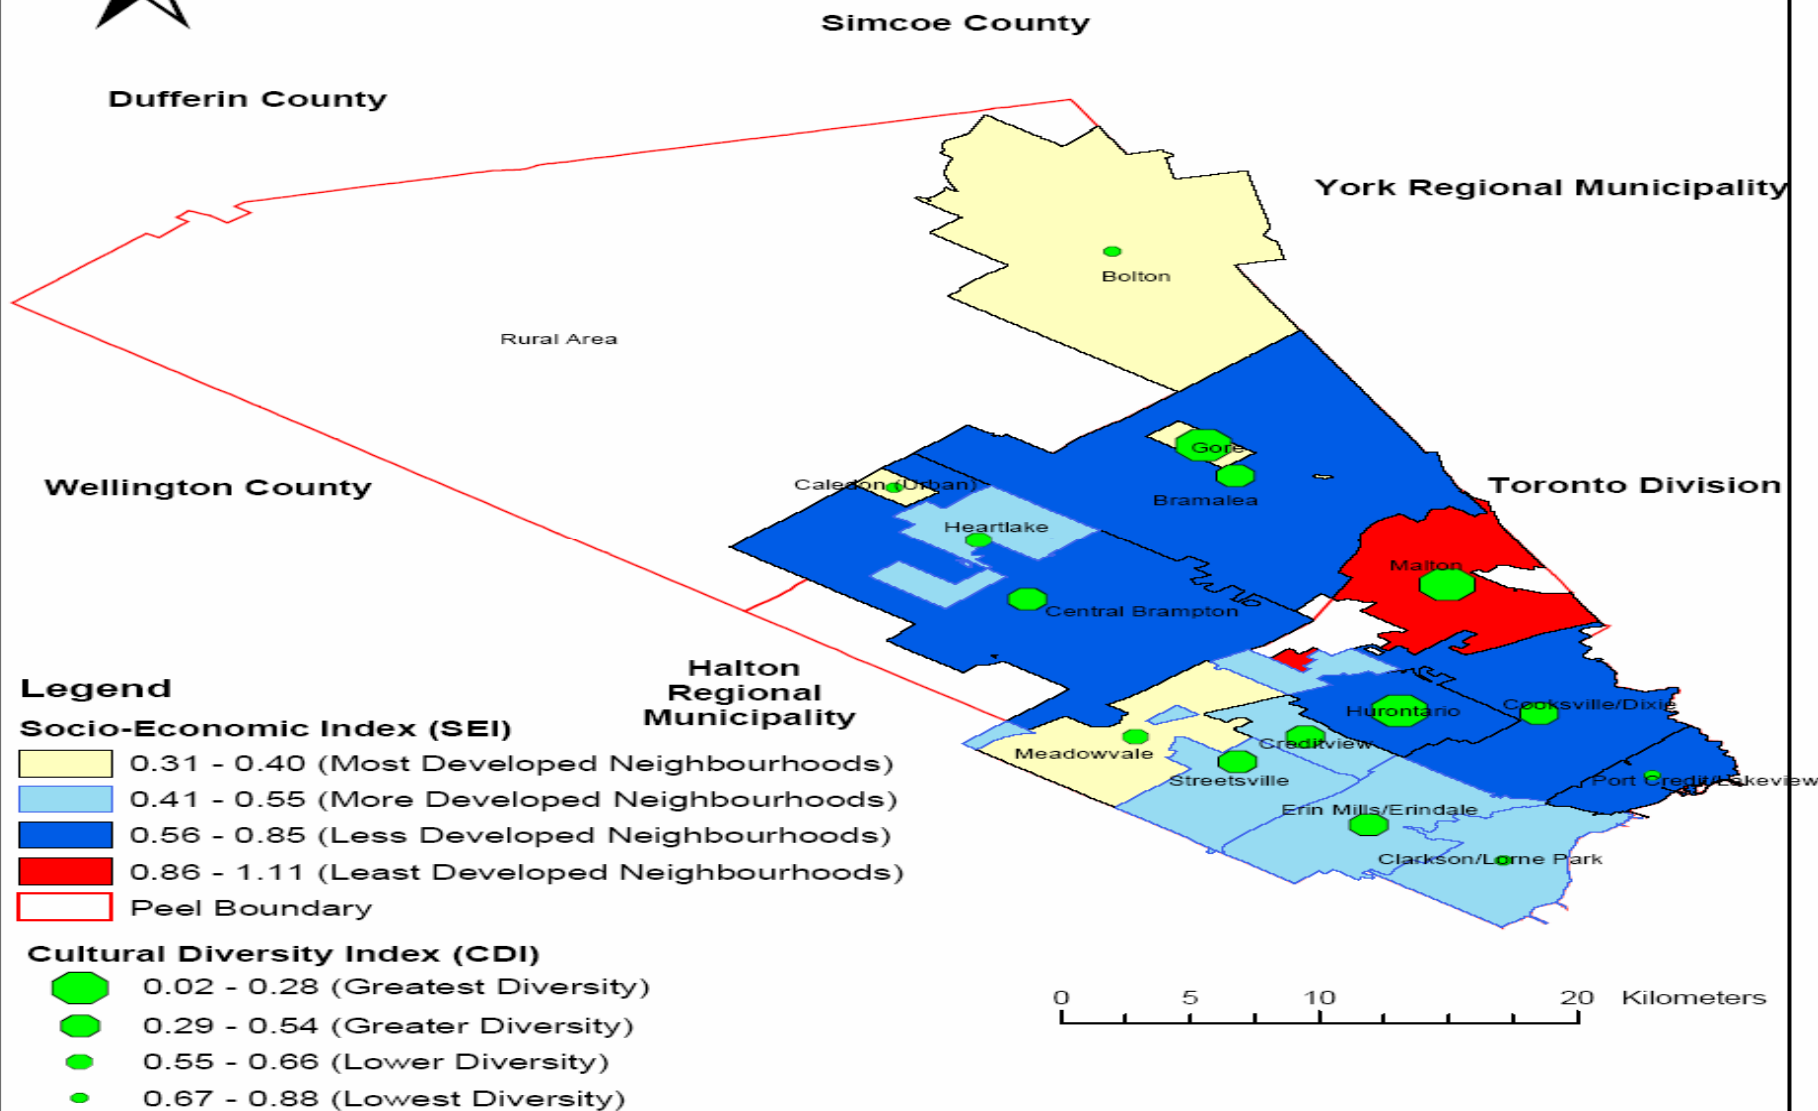 Simcoe County
Dufferin County
York Regional Municipality
Bolton
Rural Area
Gore
Wellington County
Caledon (Urban)
Toronto Division
Bramalea
Heartlake
Malton
Central Brampton
Halton
Regional
Municipality
Cooksville/Dixie
Hurontario
Creditview
Meadowvale
Streetsville
Port Credit/Lakeview
Erin Mills/Erindale
Clarkson/Lorne Park
Legend
Socio-Economic Index (SEI)
0.31 - 0.40 (Most Developed Neighbourhoods)
0.41 - 0.55 (More Developed Neighbourhoods)
0.56 - 0.85 (Less Developed Neighbourhoods)
0.86 - 1.11 (Least Developed Neighbourhoods)
Peel Boundary
Cultural Diversity Index (CDI)
0.02 - 0.28 (Greatest Diversity)
0.29 - 0.54 (Greater Diversity)
0.55 - 0.66 (Lower Diversity)
0.67 - 0.88 (Lowest Diversity)
0 5 10 20 Kilometers